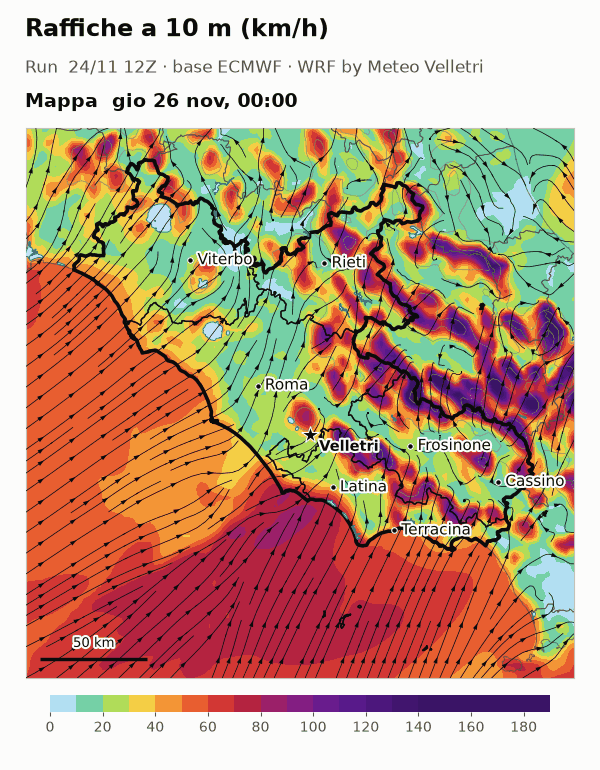 Raffiche a 10 m (km/h)
Run  24/11 12Z · base ECMWF · WRF by Meteo Velletri
Mappa  gio 26 nov, 00:00
Viterbo
Rieti
Roma
Velletri
Frosinone
Latina
Cassino
Terracina
50 km
0 20 40 60 80 100 120 140 160 180